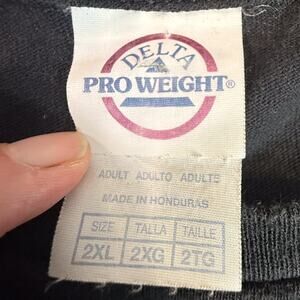 DELTA
PRO WEIGHT®
ADULT ADULTO ADULTE
MADE IN HONDURAS
SIZE TALLA TAILLE
2XL 2XG 2TG